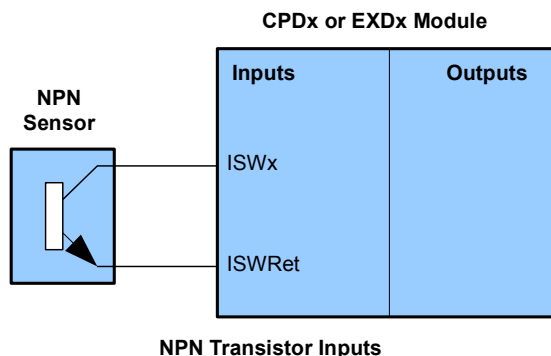 CPDx or EXDx Module
Inputs
Outputs
NPN
Sensor
ISWx
ISWRet
NPN Transistor Inputs